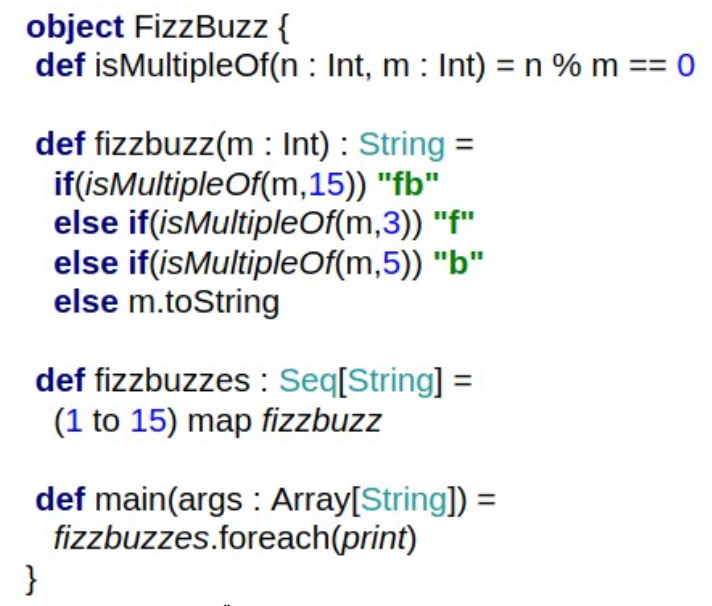 object FizzBuzz {
def isMultipleOf(n : Int, m : Int) = n % m == 0
def fizzbuzz(m : Int) : String =
if(isMultipleOf(m,15)) "fb"
else if(isMultipleOf(m,3)) "f"
else if(isMultipleOf(m,5)) "b"
else m.toString
def fizzbuzzes : Seq[String] =
(1 to 15) map fizzbuzz
def main(args : Array[String]) =
fizzbuzzes.foreach(print)
}